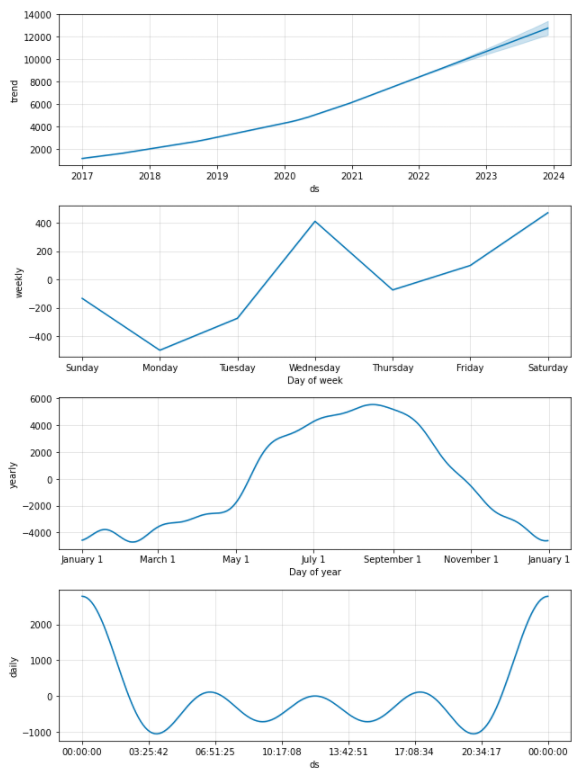 14000
12000
10000
8000
6000
4000
2000
trend
2017 2018 2019 2020 2021 2022 2023 2024
ds
400
200
0
−200
−400
weekly
Sunday Monday Tuesday Wednesday Thursday Friday Saturday
Day of week
6000
4000
2000
0
−2000
−4000
yearly
January 1 March 1 May 1 July 1 September 1 November 1 January 1
Day of year
2000
1000
0
−1000
daily
00:00:00 03:25:42 06:51:25 10:17:08 13:42:51 17:08:34 20:34:17 00:00:00
ds